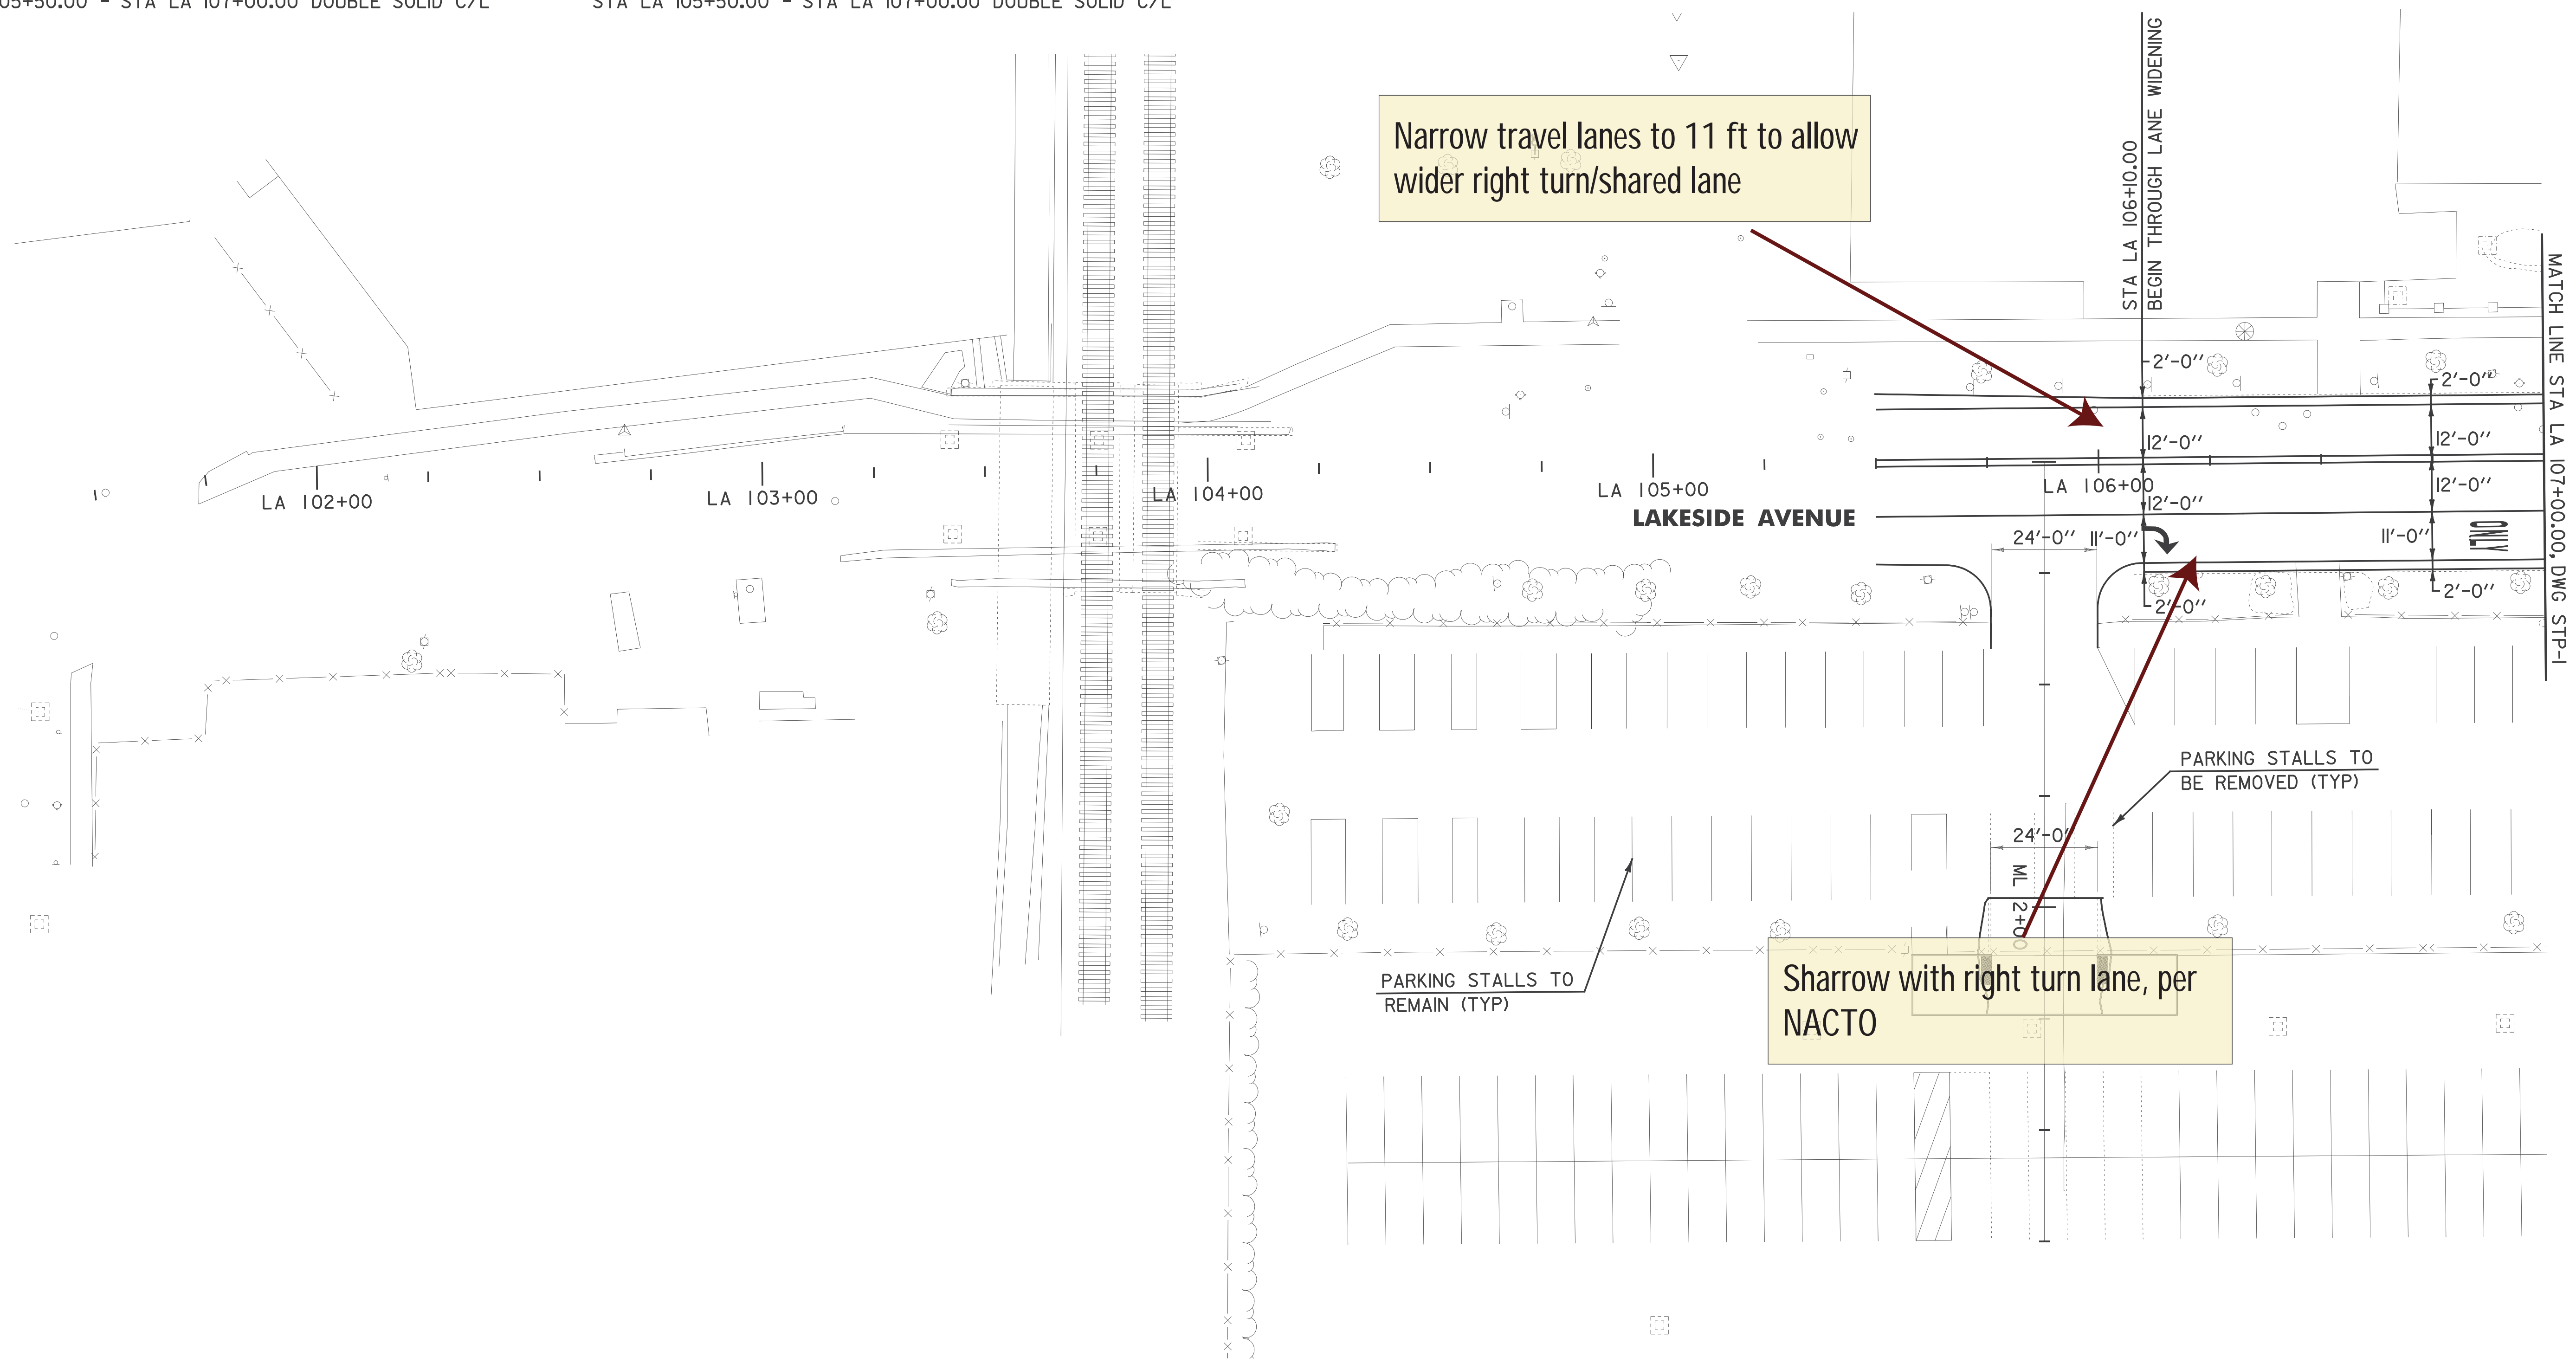 05+50.00 - STA LA 107+00.00 DOUBLE SOLID C/L
STA LA 105+50.00 - STA LA 107+00.00 DOUBLE SOLID C/L
Narrow travel lanes to 11 ft to allow
wider right turn/shared lane
STA LA 106+10.00
BEGIN THROUGH LANE WIDENING
MATCH LINE STA LA 107+00.00, DWG STP-1
2'-0"
2'-0"
12'-0"
12'-0"
LA 102+00
LA 103+00
LA 104+00
LA 105+00
LA 106+00
12'-0"
12'-0"
LAKESIDE AVENUE
24'-0"
11'-0"
11'-0"
ONLY
2'-0"
2'-0"
PARKING STALLS TO
BE REMOVED (TYP)
24'-0"
ML 2+00
PARKING STALLS TO
REMAIN (TYP)
Sharrow with right turn lane, per
NACTO